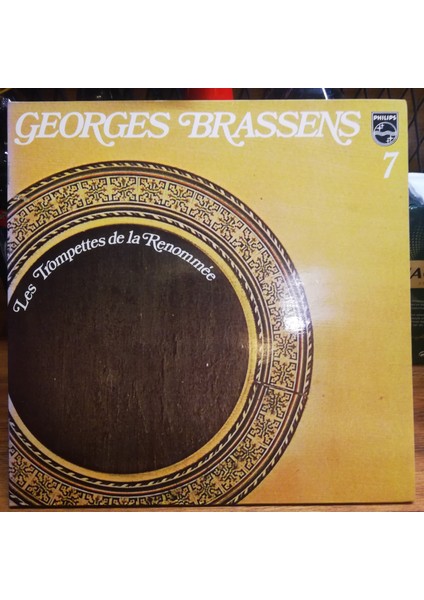 GEORGES BRASSENS
PHILIPS
7
Les Trompettes de la Renommée